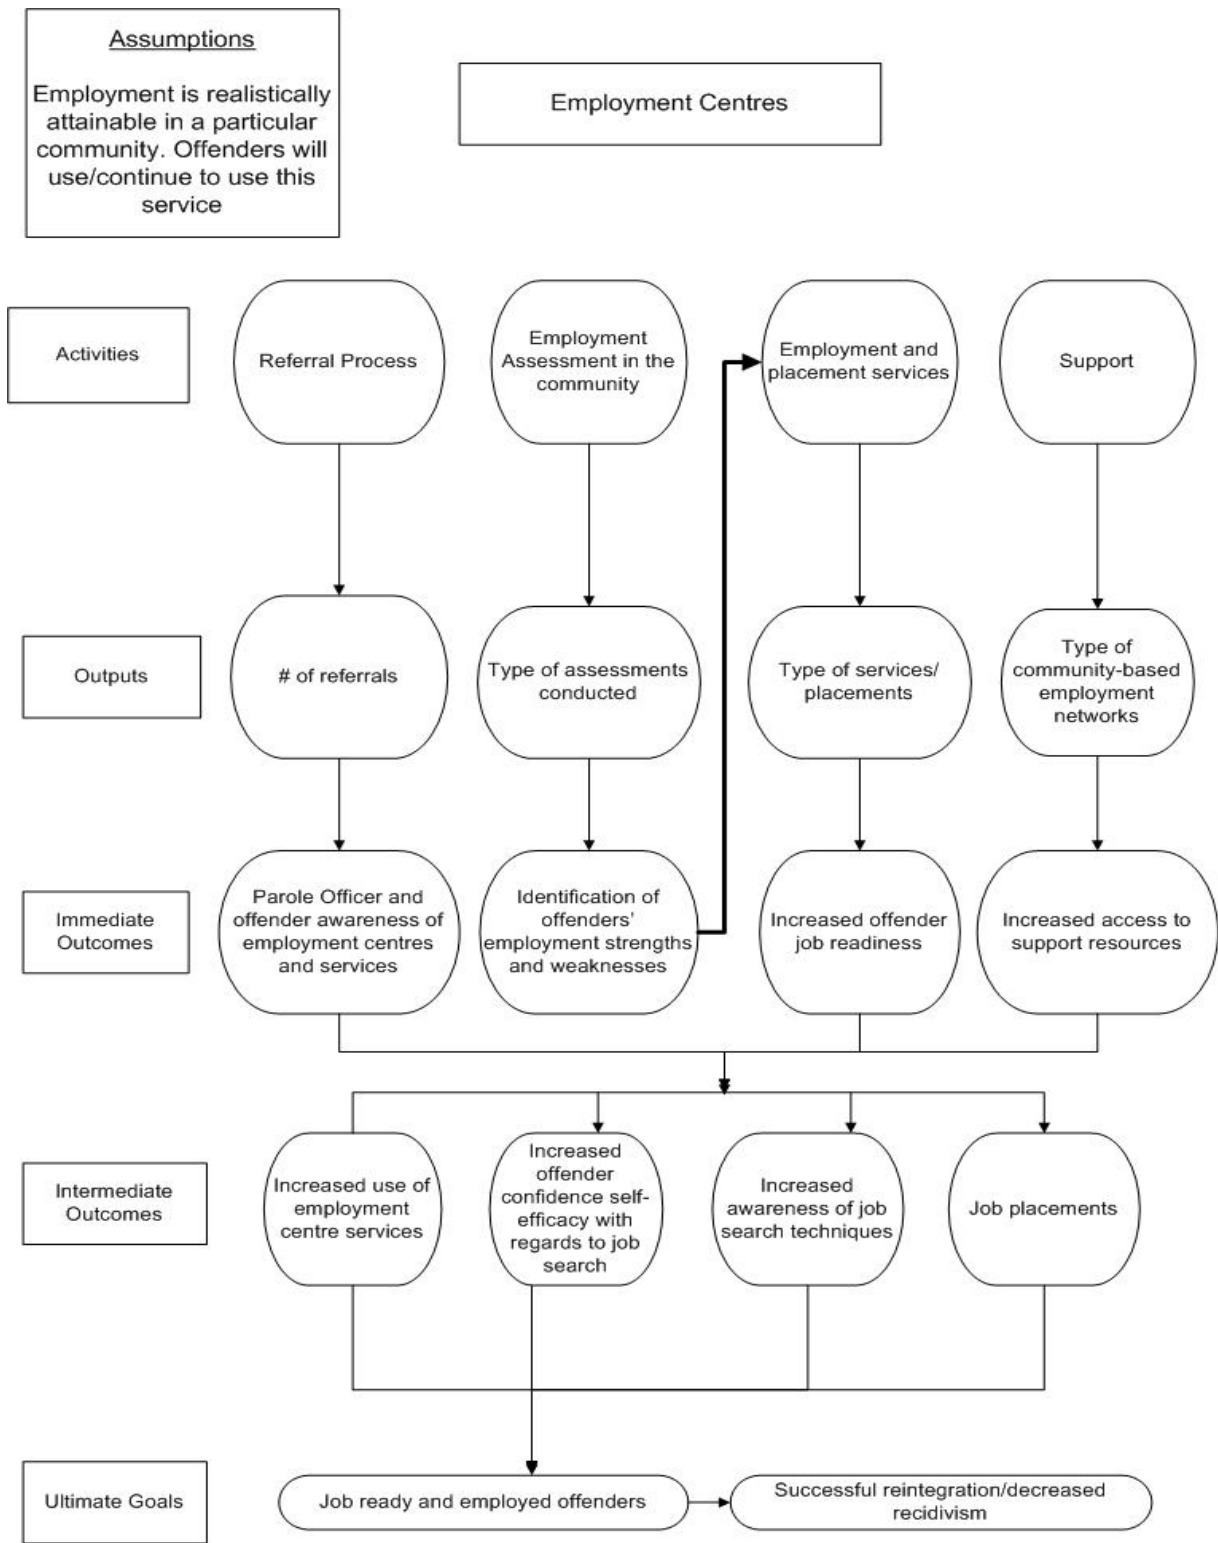 Assumptions
Employment is realistically
attainable in a particular
community. Offenders will
use/continue to use this
service
Employment Centres
Activities
Referral Process
Employment
Assessment in the
community
Employment and
placement services
Support
Outputs
# of referrals
Type of assessments
conducted
Type of services/
placements
Type of
community-based
employment
networks
Immediate
Outcomes
Parole Officer and
offender awareness of
employment centres
and services
Identification of
offenders'
employment strengths
and weaknesses
Increased offender
job readiness
Increased access to
support resources
Intermediate
Outcomes
Increased use of
employment
centre services
Increased
offender
confidence self-
efficacy with
regards to job
search
Increased
awareness of job
search techniques
Job placements
Ultimate Goals
Job ready and employed offenders
Successful reintegration/decreased
recidivism